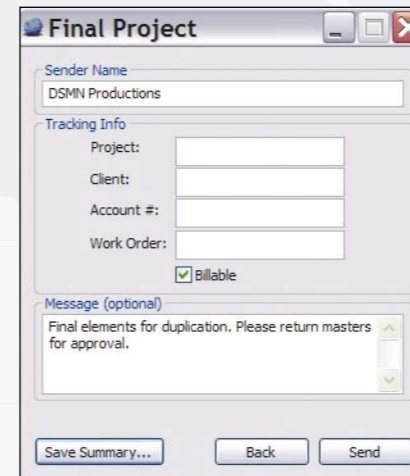 Final Project
Sender Name
DSMN Productions
Tracking Info
Project:
Client:
Account #:
Work Order:
Billable
Message (optional)
Final elements for duplication. Please return masters
for approval.
Save Summary...
Back
Send